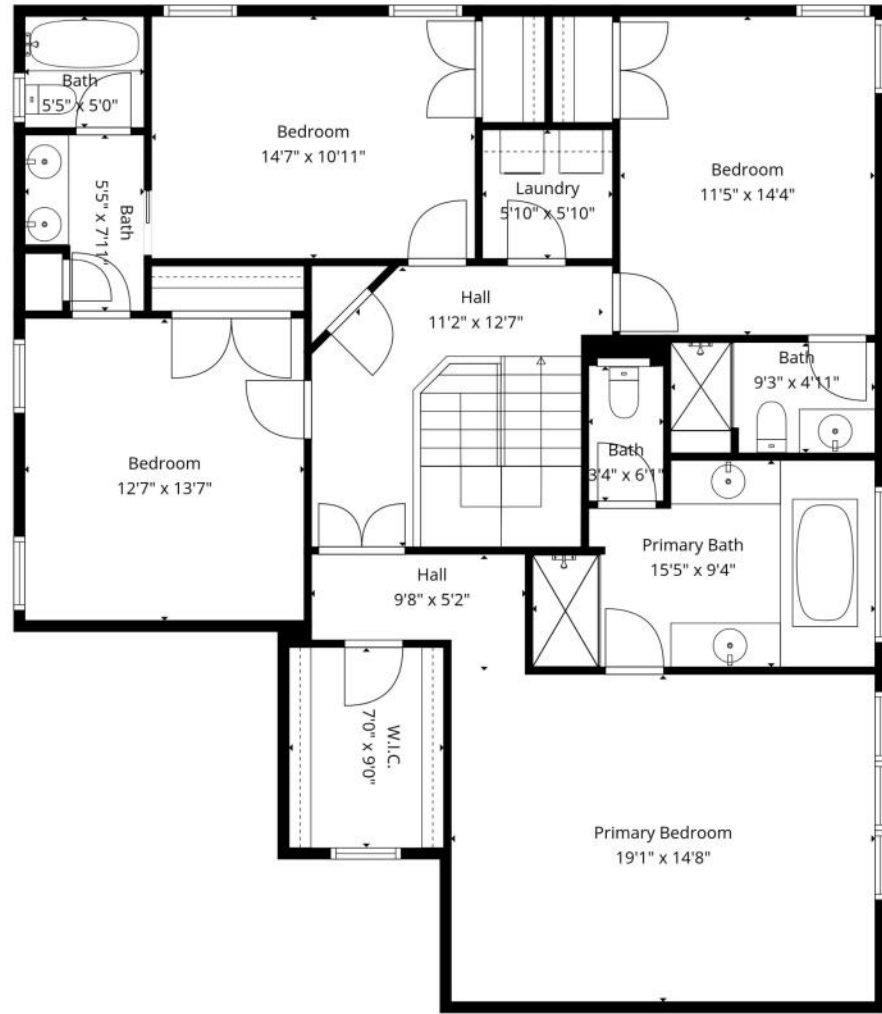 Bath
5'5" x 5'0"
Bedroom
14'7" x 10'11"
Bedroom
11'5" x 14'4"
Laundry
5'10" x 5'10"
Bath
5'5" x 7'11"
Hall
11'2" x 12'7"
Bath
9'3" x 4'11"
Bedroom
12'7" x 13'7"
Bath
3'4" x 6'1"
Primary Bath
15'5" x 9'4"
Hall
9'8" x 5'2"
W.I.C.
7'0" x 9'0"
Primary Bedroom
19'1" x 14'8"